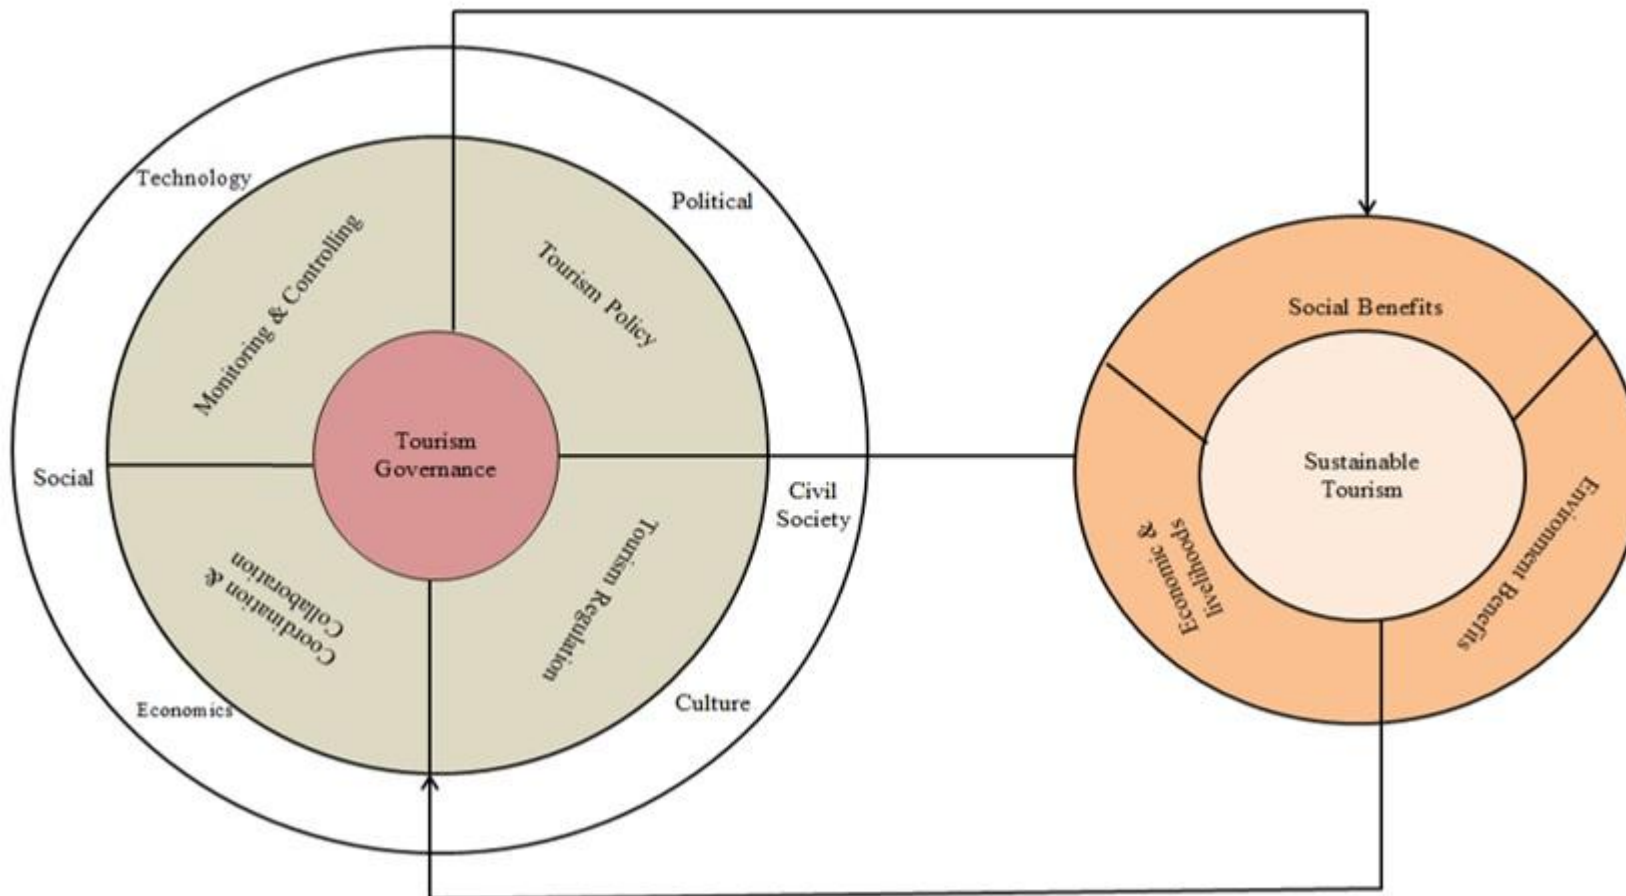 Technology
Political
Monitoring & Controlling
Tourism Policy
Tourism
Governance
Social
Civil
Society
Coordination &
Collaboration
Tourism Regulation
Economics
Culture
Social Benefits
Sustainable
Tourism
Economic &
livelihoods
Environment Benefits